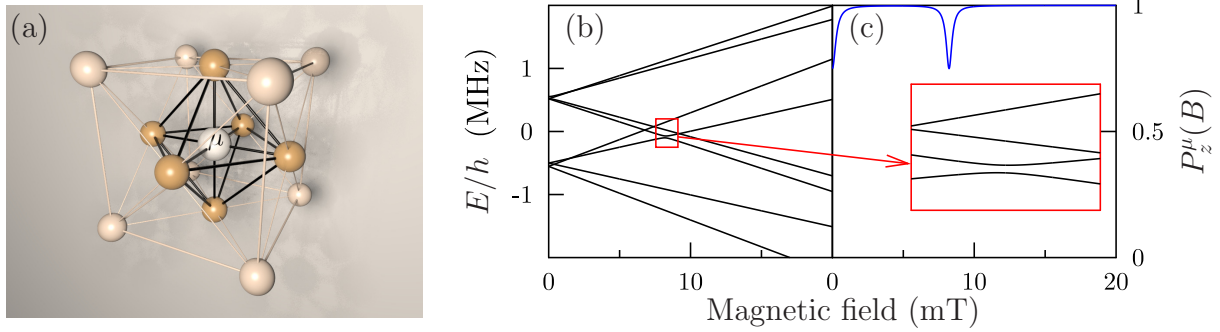 (a)
μ
E/h (MHz)
1
0
-1
(b)
(c)
0
10
0
10
20
Magnetic field (mT)
1
0.5
0
P_z^μ(B)